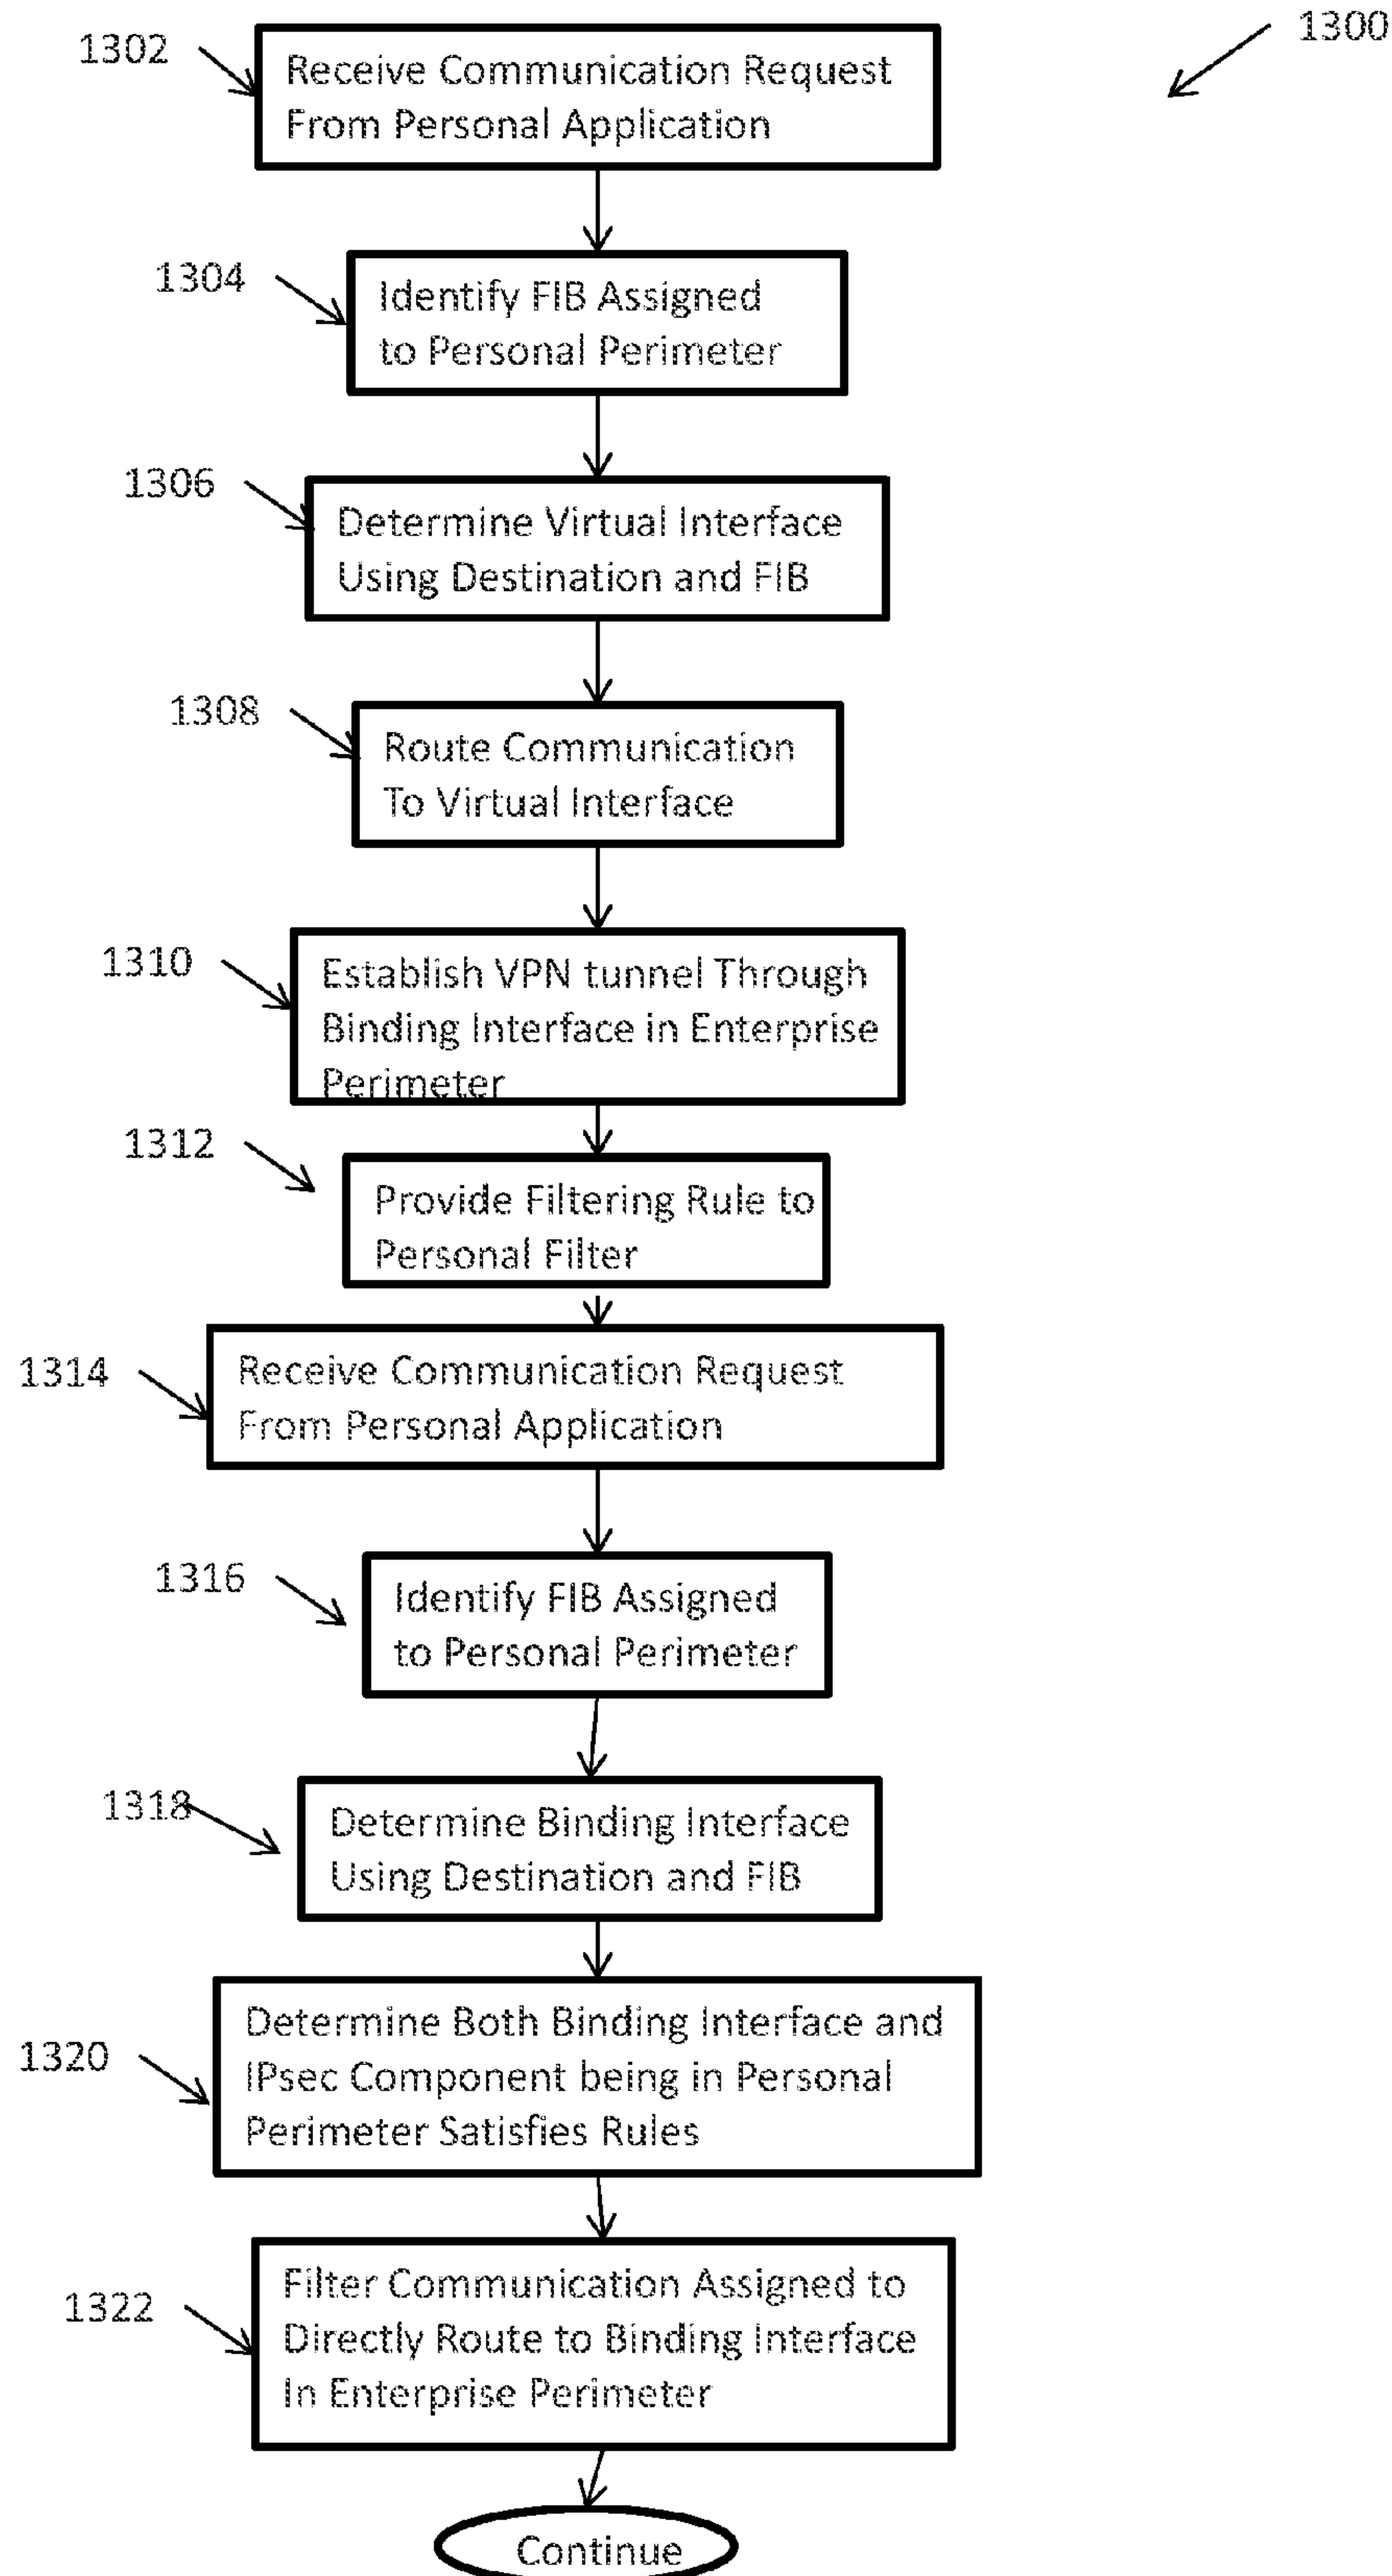 1300
1302
Receive Communication Request
From Personal Application
1304
Identify FIB Assigned
to Personal Perimeter
1306
Determine Virtual Interface
Using Destination and FIB
1308
Route Communication
To Virtual Interface
1310
Establish VPN tunnel Through
Binding Interface in Enterprise
Perimeter
1312
Provide Filtering Rule to
Personal Filter
1314
Receive Communication Request
From Personal Application
1316
Identify FIB Assigned
to Personal Perimeter
1318
Determine Binding Interface
Using Destination and FIB
1320
Determine Both Binding Interface and
IPsec Component being in Personal
Perimeter Satisfies Rules
1322
Filter Communication Assigned to
Directly Route to Binding Interface
In Enterprise Perimeter
Continue